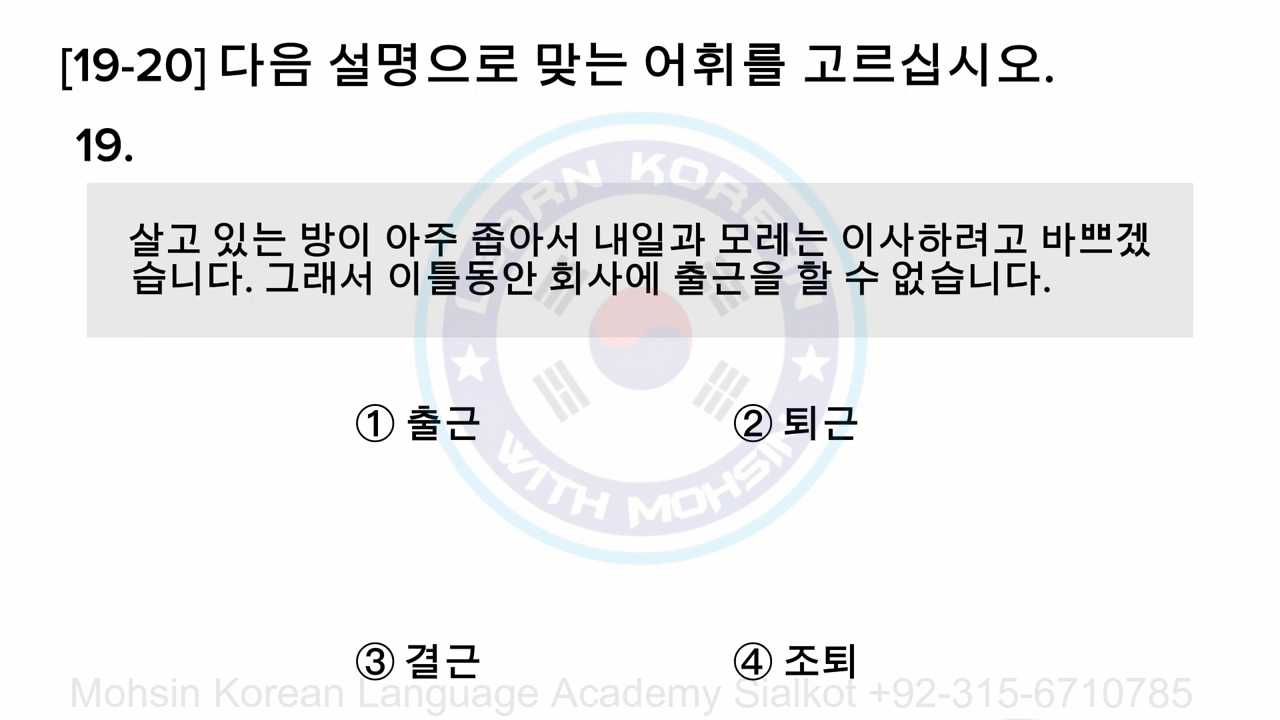 [19-20] 다음 설명으로 맞는 어휘를 고르십시오.
19.
살고 있는 방이 아주 좁아서 내일과 모레는 이사하려고 바쁘겠
습니다. 그래서 이틀동안 회사에 출근을 할 수 없습니다.
LEARN KOREAN
WITH MOHSIN
① 출근
② 퇴근
③ 결근
④ 조퇴
Mohsin Korean Language Academy Sialkot +92-315-6710785